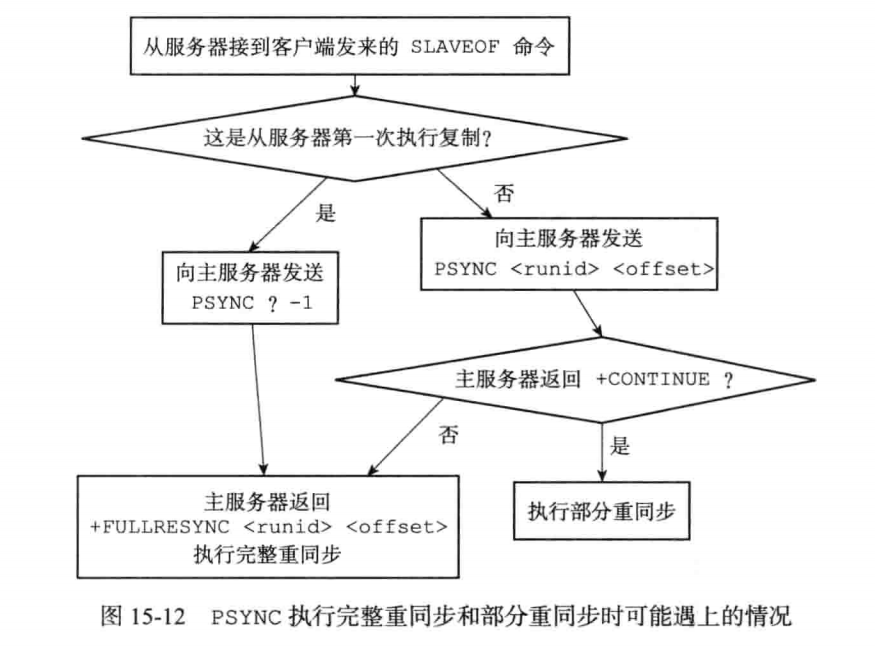 从服务器接到客户端发来的 SLAVEOF 命令
这是从服务器第一次执行复制?
是
否
向主服务器发送
PSYNC ? -1
向主服务器发送
PSYNC <runid> <offset>
主服务器返回 +CONTINUE ?
否
是
主服务器返回
+FULLRESYNC <runid> <offset>
执行完整重同步
执行部分重同步
图 15-12 PSYNC 执行完整重同步和部分重同步时可能遇上的情况